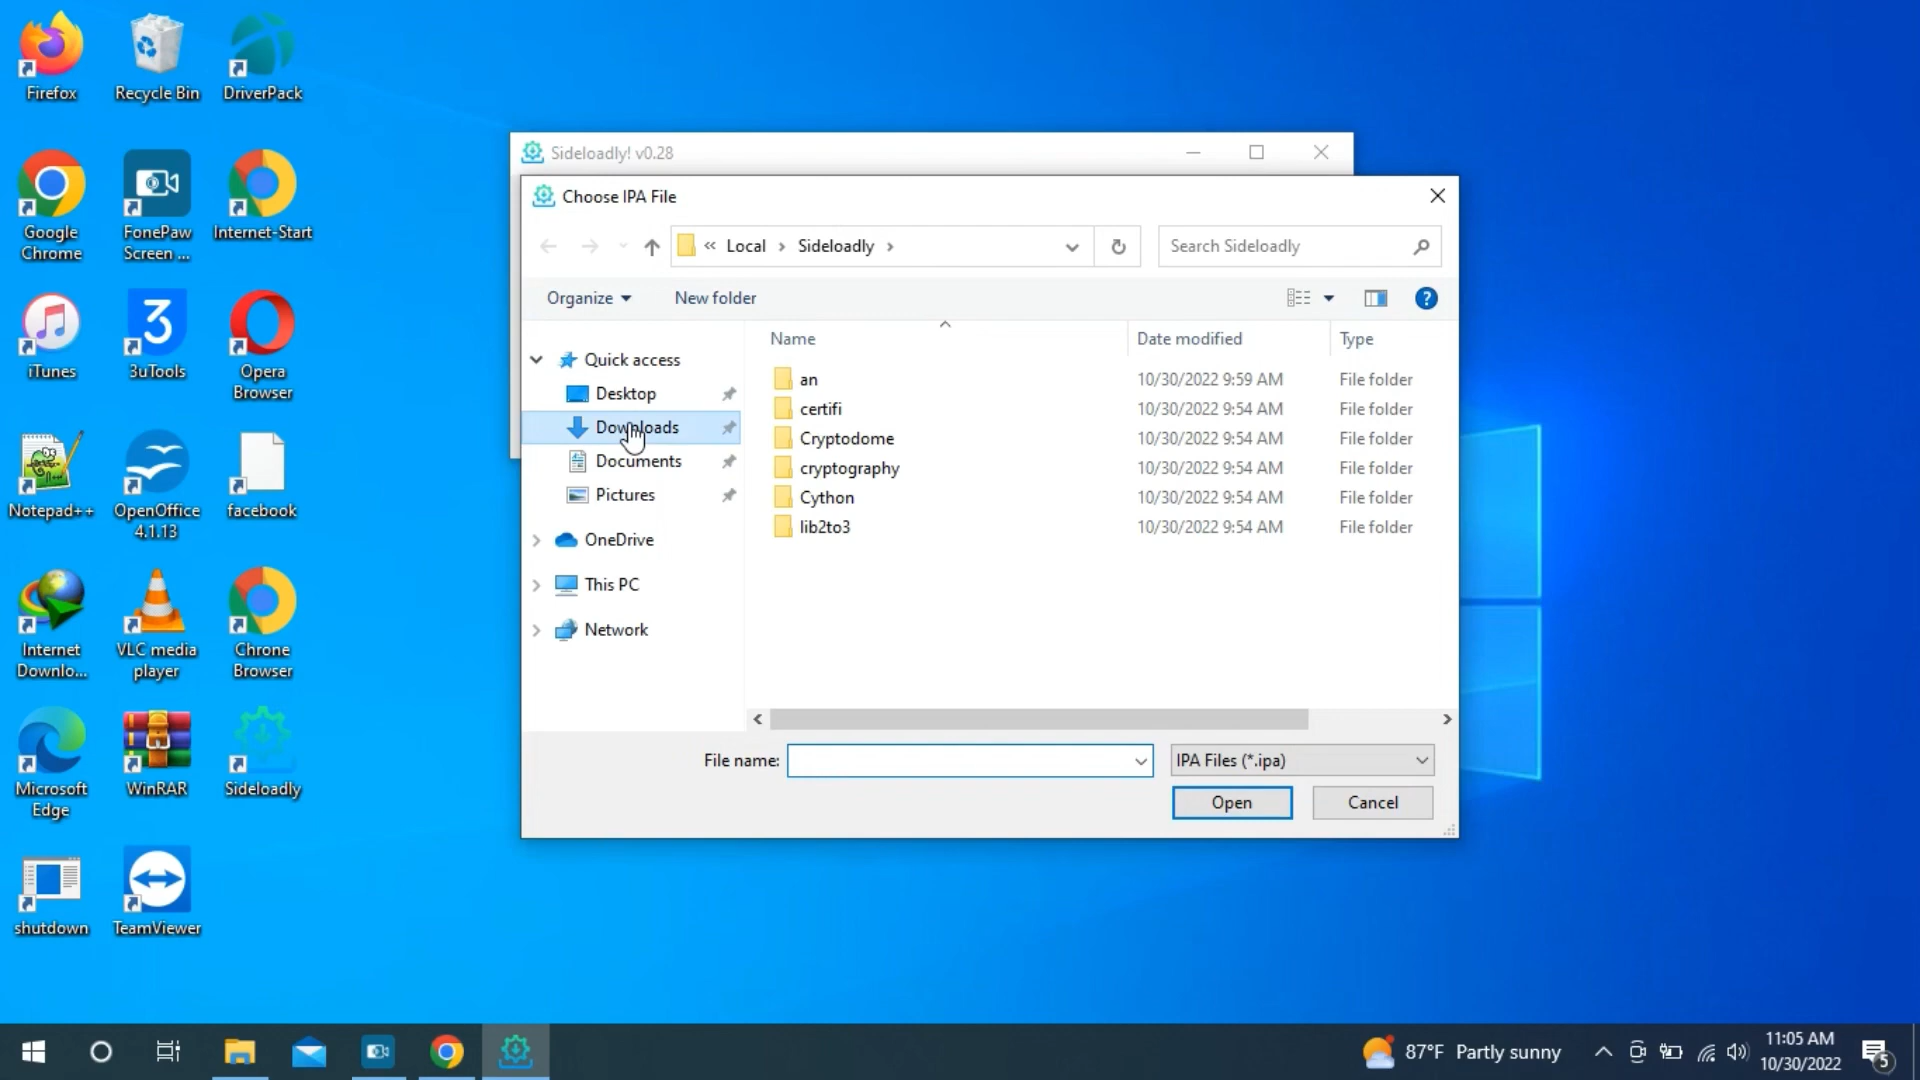 Firefox
Recycle Bin
DriverPack
Google
Chrome
FonePaw
Screen ...
Internet-Start
iTunes
3
3uTools
Opera
Browser
Notepad++
OpenOffice
4.1.13
facebook
Internet
Downlo...
VLC media
player
Chrone
Browser
Microsoft
Edge
WinRAR
Sideloadly
shutdown
TeamViewer
Sideloadly! v0.28
Choose IPA File
« Local › Sideloadly ›
Search Sideloadly
Organize
New folder
?
Name
Date modified
Type
Quick access
Desktop
Downloads
Documents
Pictures
OneDrive
This PC
Network
an 10/30/2022 9:59 AM File folder
certifi 10/30/2022 9:54 AM File folder
Cryptodome 10/30/2022 9:54 AM File folder
cryptography 10/30/2022 9:54 AM File folder
Cython 10/30/2022 9:54 AM File folder
lib2to3 10/30/2022 9:54 AM File folder
File name:
IPA Files (*.ipa)
Open
Cancel
87°F Partly sunny
11:05 AM
10/30/2022
5